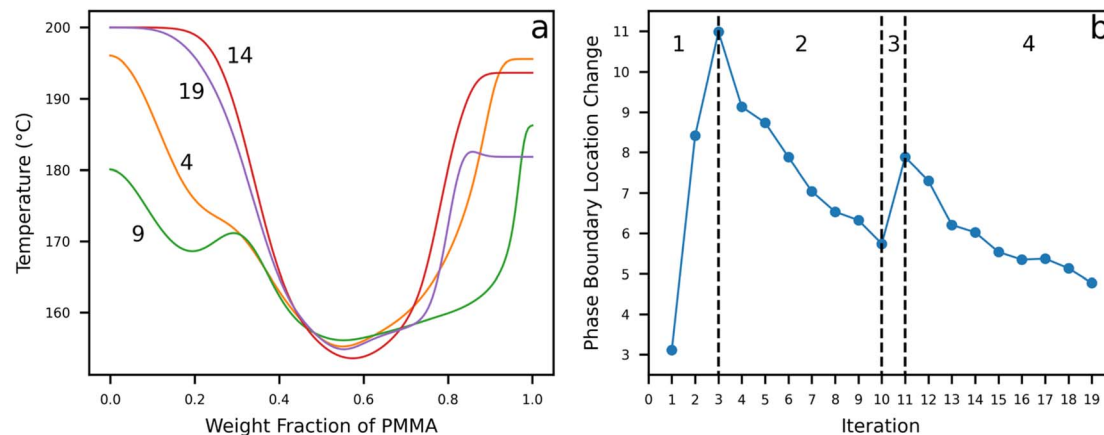 a
200
190
180
170
160
14
19
4
9
Temperature (°C)
0.0 0.2 0.4 0.6 0.8 1.0
Weight Fraction of PMMA
b
11
11
9
8
7
6
5
4
3
1 2 3 4
Phase Boundary Location Change
0 1 2 3 4 5 6 7 8 9 10 11 12 13 14 15 16 17 18 19
Iteration